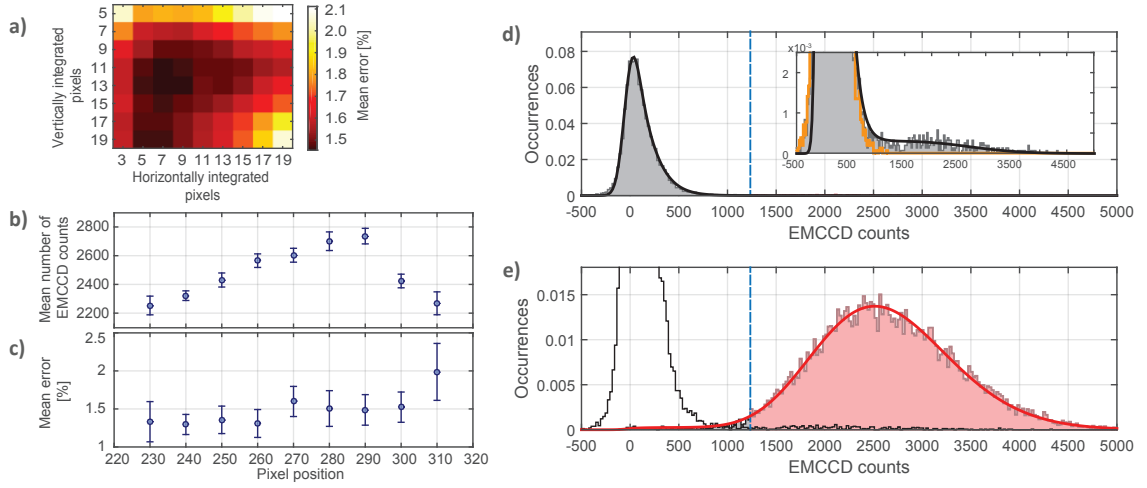 a)
5
7
9
11
13
15
17
19
Vertically integrated
pixels
3 5 7 9 11 13 15 17 19
Horizontally integrated
pixels
2.1
2.0
1.9
1.8
1.7
1.6
1.5
Mean error [%]
b)
2800
2600
2400
2200
Mean number of
EMCCD counts
c)
2.5
2
1.5
1
Mean error
[%]
220 230 240 250 260 270 280 290 300 310 320
Pixel position
d)
0.08
0.06
0.04
0.02
0
Occurrences
-500 0 500 1000 1500 2000 2500 3000 3500 4000 4500 5000
EMCCD counts
×10-3
2
1
0
-500 500 1500 2500 3500 4500
e)
0.015
0.01
0.005
0
Occurrences
-500 0 500 1000 1500 2000 2500 3000 3500 4000 4500 5000
EMCCD counts